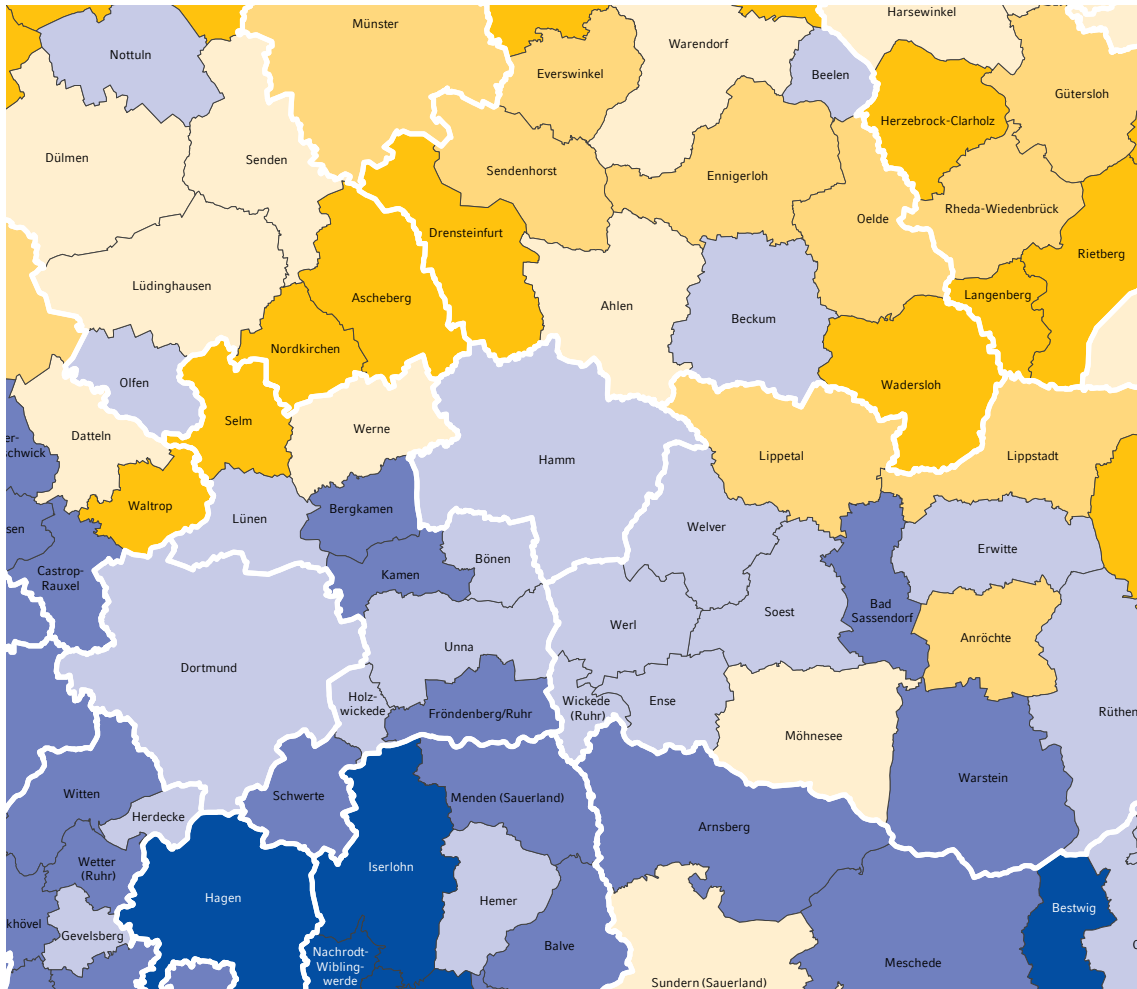 Harsewinkel
Münster
Warendorf
Nottuln
Everswinkel
Beelen
Gütersloh
Herzebrock-Clarholz
Dülmen
Senden
Sendenhorst
Ennigerloh
Rheda-Wiedenbrück
Oelde
Drensteinfurt
Rietberg
Lüdinghausen
Ascheberg
Langenberg
Ahlen
Beckum
Nordkirchen
Olfen
Wadersloh
Selm
Werne
Datteln
er-
schwick
Lippetal
Lippstadt
Hamm
Waltrop
Bergkamen
Lünen
Welver
sen
Erwitte
Bönen
Castrop-
Rauxel
Kamen
Bad
Sassendorf
Soest
Werl
Anröchte
Unna
Dortmund
Holz-
wickede
Wickede
(Ruhr)
Ense
Fröndenberg/Ruhr
Rüthen
Möhnesee
Warstein
Witten
Schwerte
Menden (Sauerland)
Herdecke
Arnsberg
Wetter
(Ruhr)
Iserlohn
Hagen
Hemer
Bestwig
khövel
Gevelsberg
Balve
Nachrodt-
Wibling-
werde
Meschede
Sundern (Sauerland)